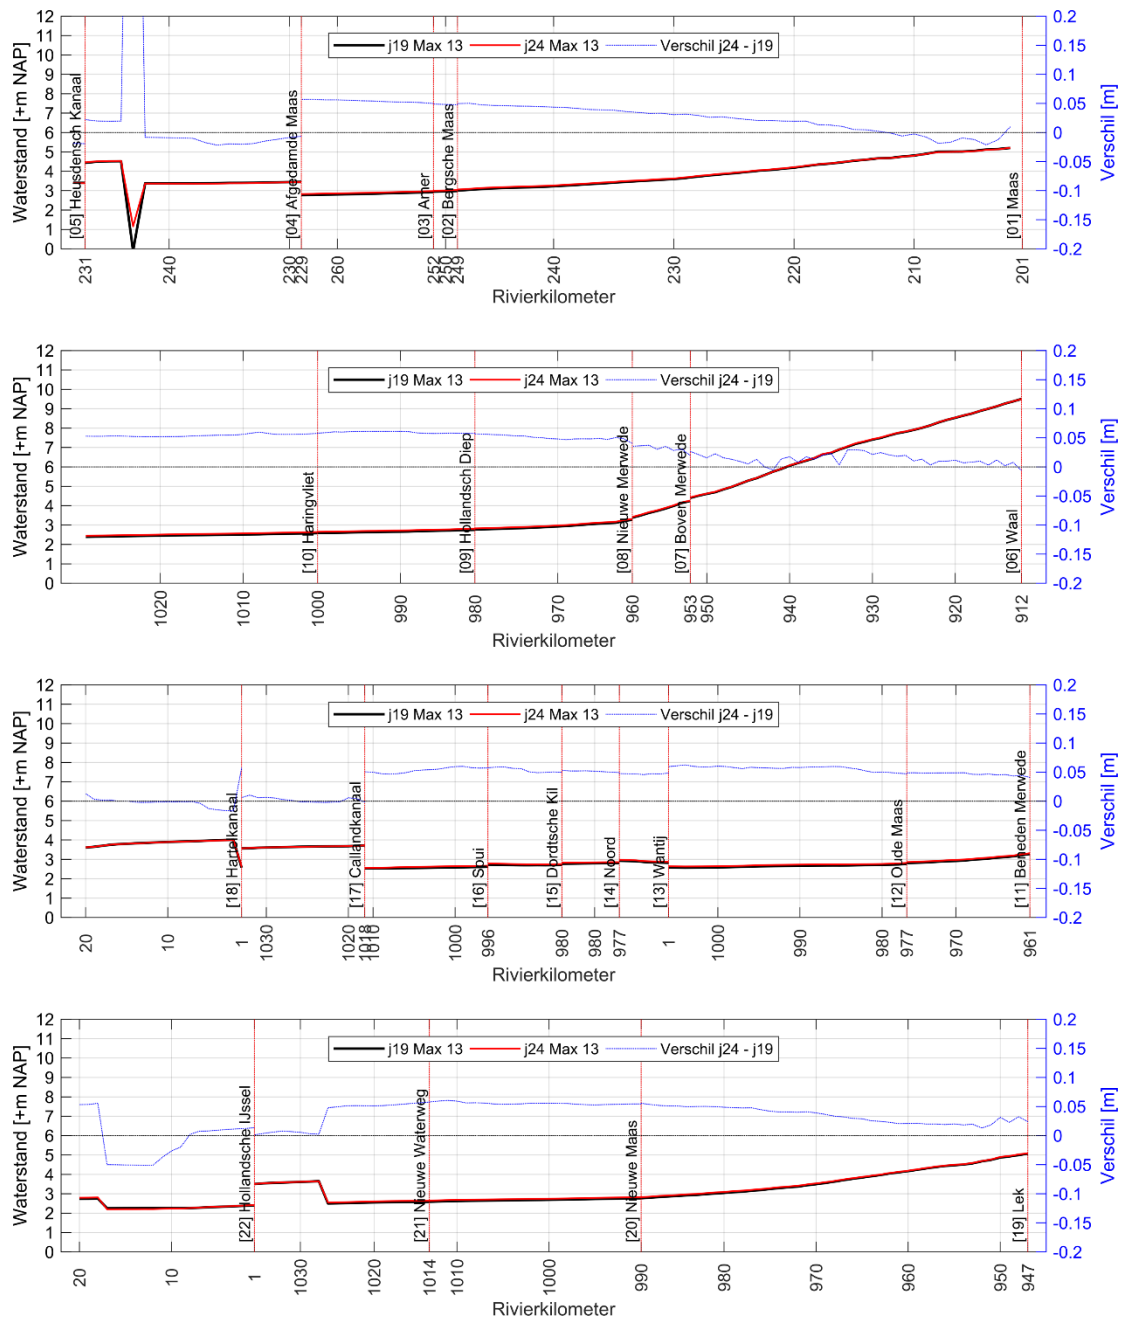 j19 Max 13 j24 Max 13 Verschil j24 - j19
Waterstand [+m NAP]
12
11
10
9
8
7
6
5
4
3
2
1
0
0.2
0.15
0.1
0.05
0
-0.05
-0.1
-0.15
-0.2
Verschil [m]
[05] Heusdensch Kanaal
[04] Afgedamde Maas
[03] Amer
[02] Bergsche Maas
[01] Maas
231 240 230 229 260 252 250 249 240 230 220 210 201
Rivierkilometer
j19 Max 13 j24 Max 13 Verschil j24 - j19
Waterstand [+m NAP]
12
11
10
9
8
7
6
5
4
3
2
1
0
0.2
0.15
0.1
0.05
0
-0.05
-0.1
-0.15
-0.2
Verschil [m]
[10] Haringvliet
[09] Hollandsch Diep
[08] Nieuwe Merwede
[07] Boven Merwede
[06] Waal
1020 1010 1000 990 980 970 960 953 950 940 930 920 912
Rivierkilometer
j19 Max 13 j24 Max 13 Verschil j24 - j19
Waterstand [+m NAP]
12
11
10
9
8
7
6
5
4
3
2
1
0
0.2
0.15
0.1
0.05
0
-0.05
-0.1
-0.15
-0.2
Verschil [m]
[18] Hartelkanaal
[17] Callandkanaal
[16] Spui
[15] Dordtsche Kil
[14] Noord
[13] Wantij
[12] Oude Maas
[11] Beneden Merwede
20 10 1 1030 1020 1018 1010 1000 996 980 980 977 1 1000 990 980 977 970 961
Rivierkilometer
j19 Max 13 j24 Max 13 Verschil j24 - j19
Waterstand [+m NAP]
12
11
10
9
8
7
6
5
4
3
2
1
0
0.2
0.15
0.1
0.05
0
-0.05
-0.1
-0.15
-0.2
Verschil [m]
[22] Hollandsche IJssel
[21] Nieuwe Waterweg
[20] Nieuwe Maas
[19] Lek
20 10 1 1030 1020 1014 1010 1000 990 980 970 960 950 947
Rivierkilometer